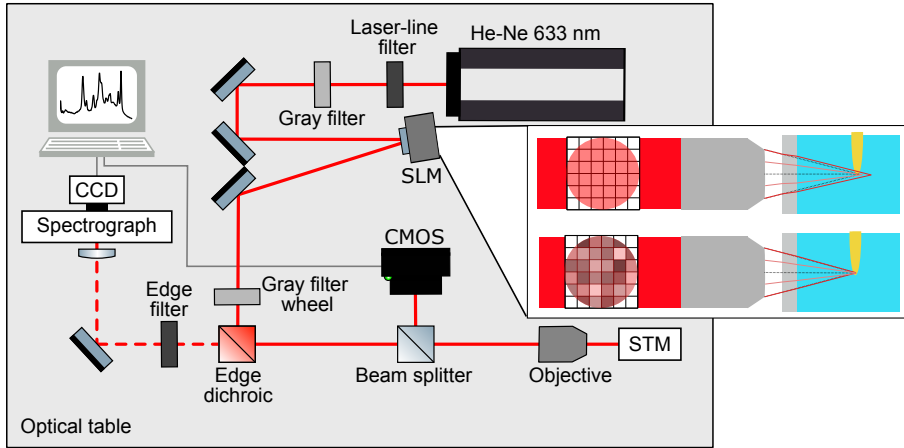 Laser-line
filter
He-Ne 633 nm
Gray filter
SLM
CCD
Spectrograph
CMOS
Gray filter
wheel
Edge
filter
Edge
dichroic
Beam splitter
Objective
STM
Optical table